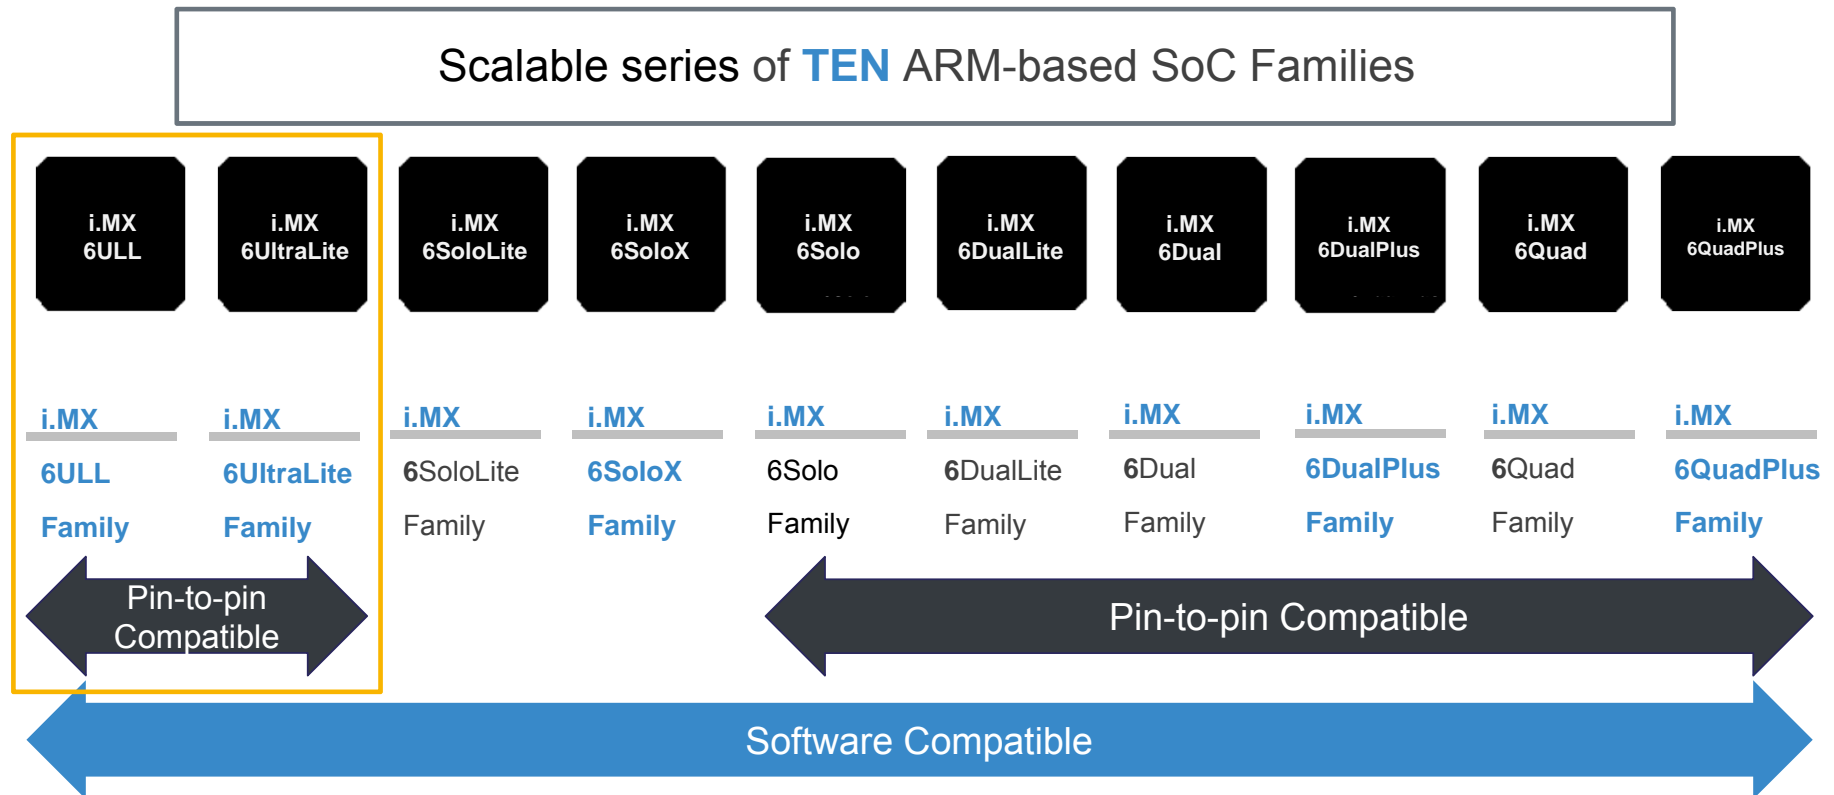 Scalable series of TEN ARM-based SoC Families
i.MX
6ULL
i.MX
6UltraLite
i.MX
6SoloLite
i.MX
6SoloX
i.MX
6Solo
i.MX
6DualLite
i.MX
6Dual
i.MX
6DualPlus
i.MX
6Quad
i.MX
6QuadPlus
i.MX
6ULL
Family
i.MX
6UltraLite
Family
i.MX
6SoloLite
Family
i.MX
6SoloX
Family
i.MX
6Solo
Family
i.MX
6DualLite
Family
i.MX
6Dual
Family
i.MX
6DualPlus
Family
i.MX
6Quad
Family
i.MX
6QuadPlus
Family
Pin-to-pin
Compatible
Pin-to-pin Compatible
Software Compatible